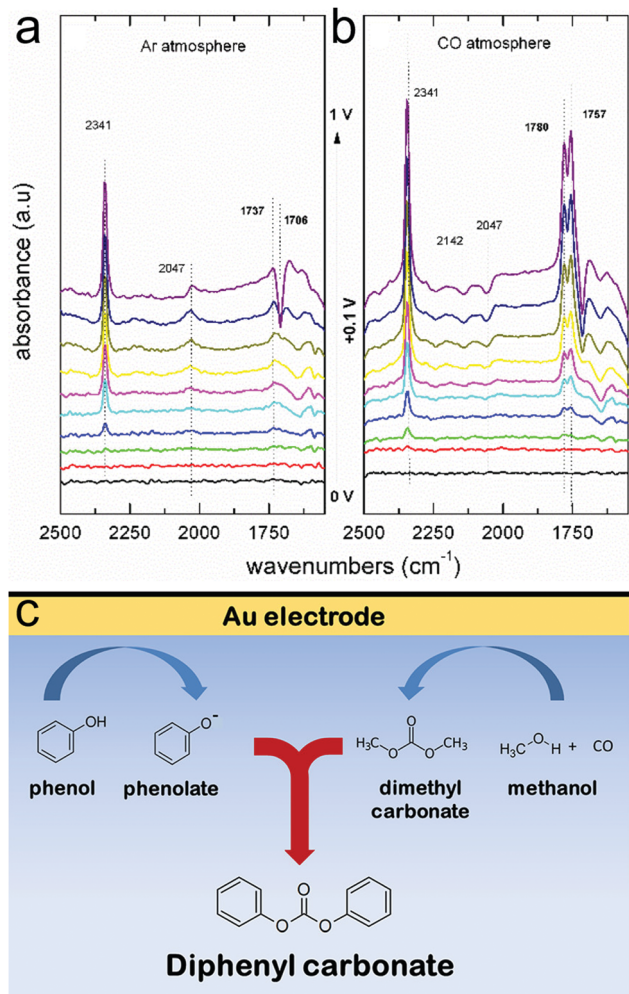 a
Ar atmosphere
2341
2047
1737
1706
absorbance (a.u)
2500
2250
2000
1750
b
CO atmosphere
2341
2142
2047
1780
1757
1 V
+0.1 V
0 V
2500
2250
2000
1750
wavenumbers (cm-1)
C
Au electrode
OH
phenol
O-
phenolate
O
H3C
O
O
CH3
dimethyl
carbonate
H3C
O
H
+
CO
methanol
O
O
O
Diphenyl carbonate